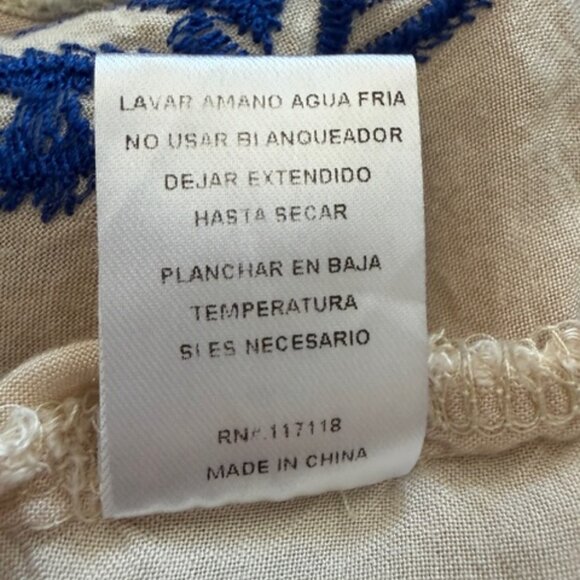 LAVAR AMANO AGUA FRIA
NO USAR BLANQUEADOR
DEJAR EXTENDIDO
HASTA SECAR
PLANCHAR EN BAJA
TEMPERATURA
SI ES NECESARIO
RN#.117118
MADE IN CHINA